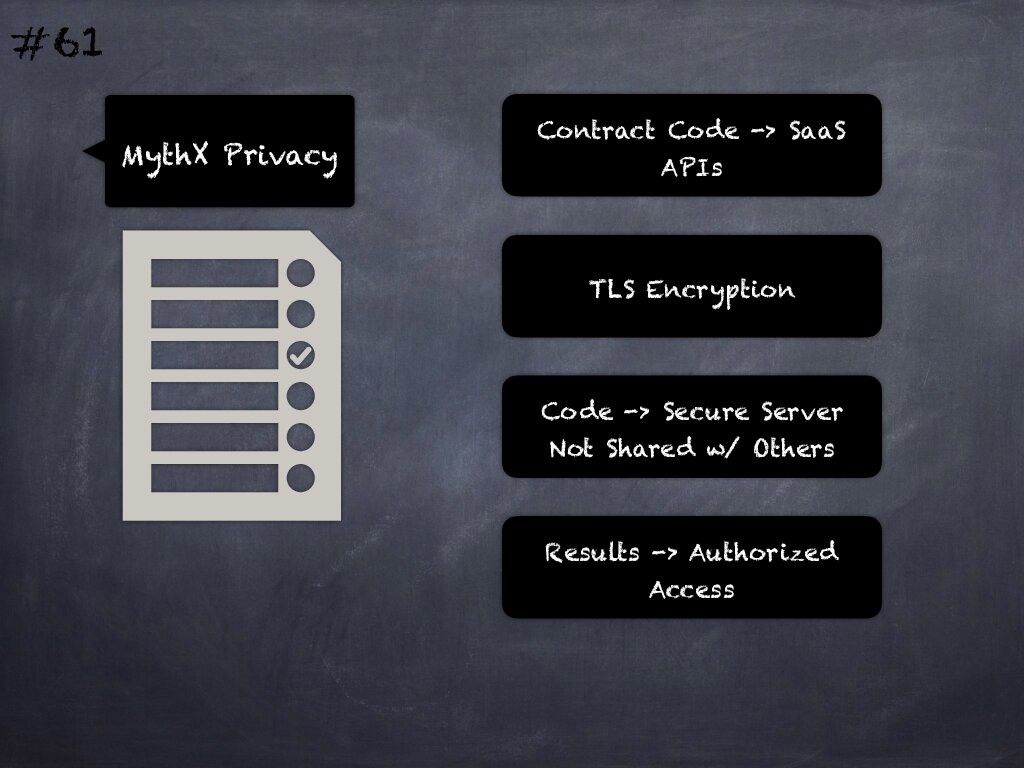 #61
MythX Privacy
Contract Code -> SaaS
APIs
TLS Encryption
Code -> Secure Server
Not Shared w/ Others
Results -> Authorized
Access